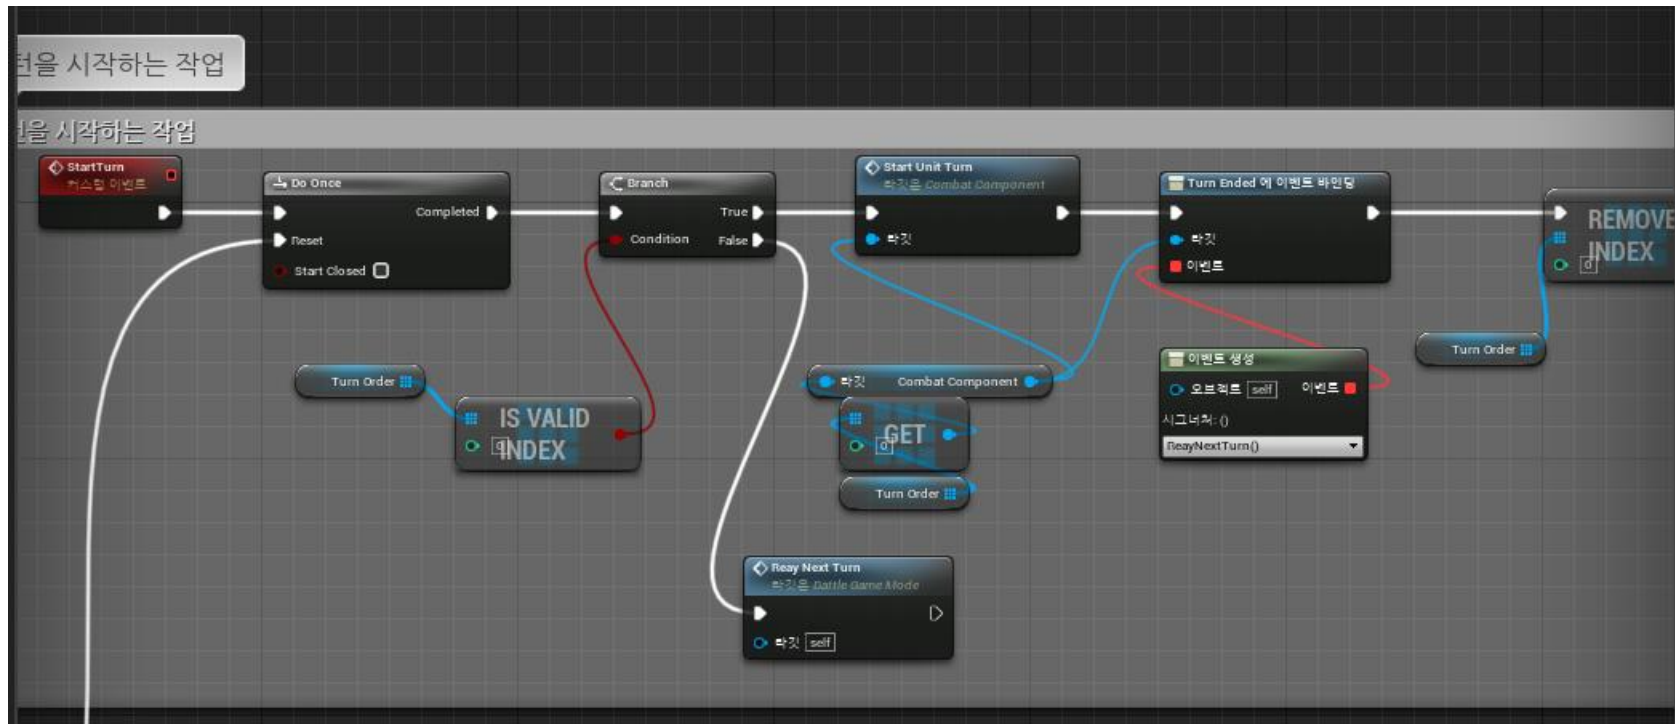 턴을 시작하는 작업
턴을 시작하는 작업
StartTurn
커스텀 이벤트
Do Once
Completed
Reset
Start Closed
Branch
True
Condition
False
Start Unit Turn
타깃은 Combat Component
타깃
Turn Ended 에 이벤트 바인딩
타깃
이벤트
REMOVE
INDEX
0
Turn Order
Turn Order
IS VALID
INDEX
0
타깃
Combat Component
GET
0
Turn Order
이벤트 생성
오브젝트 self
이벤트
시그너처: ()
ReayNextTurn()
Reay Next Turn
타깃은 Battle Game Mode
타깃 self